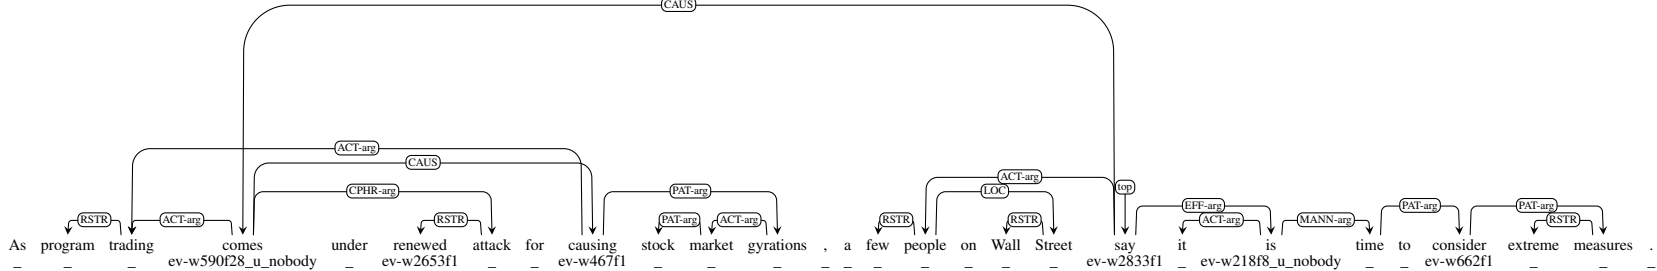 CAUS
ACT-arg
CAUS
CPHR-arg PAT-arg ACT-arg
LOC top
RSTR ACT-arg RSTR PAT-arg ACT-arg RSTR RSTR EFF-arg ACT-arg MANN-arg PAT-arg PAT-arg RSTR
As program trading comes under renewed attack for causing stock market gyrations , a few people on Wall Street say it is time to consider extreme measures .
_ _ _ ev-w590f28_u_nobody _ ev-w2653f1 _ _ ev-w467f1 _ _ _ _ _ _ _ _ _ _ ev-w2833f1 _ ev-w218f8_u_nobody _ _ ev-w662f1 _ _ _